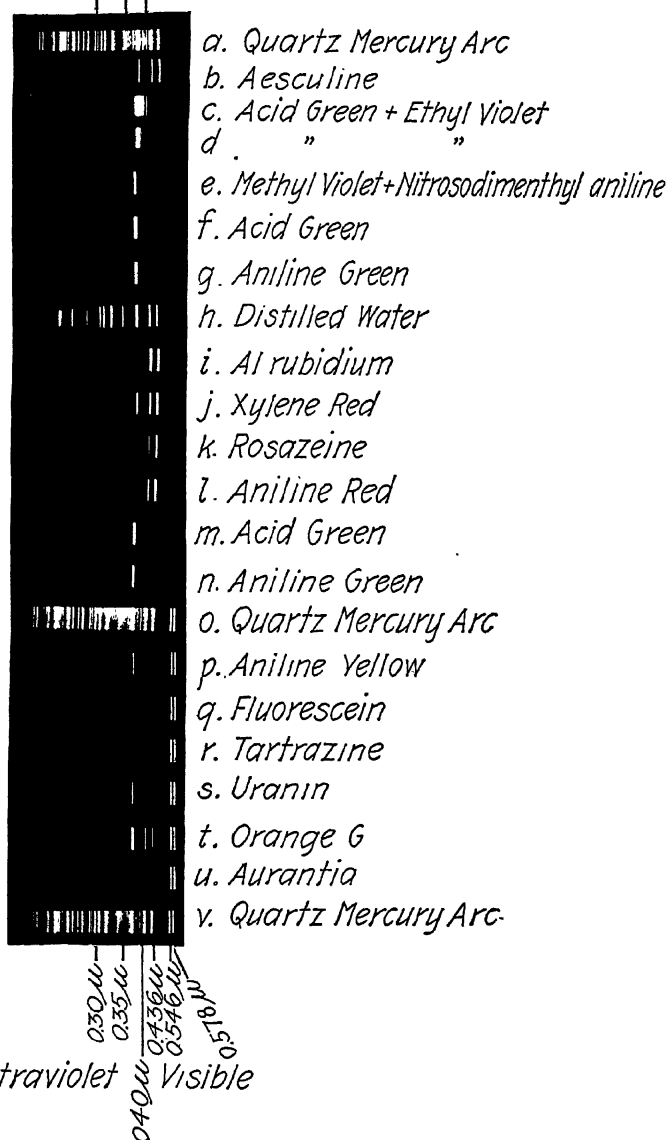 a. Quartz Mercury Arc
b. Aesculine
c. Acid Green + Ethyl Violet
d. " "
e. Methyl Violet+Nitrosodimenthyl aniline
f. Acid Green
g. Aniline Green
h. Distilled Water
i. Al rubidium
j. Xylene Red
k. Rosazeine
l. Aniline Red
m. Acid Green
n. Aniline Green
o. Quartz Mercury Arc
p. Aniline Yellow
q. Fluorescein
r. Tartrazine
s. Uranin
t. Orange G
u. Aurantia
v. Quartz Mercury Arc-
0.30μ 0.35μ 0.40μ 0.436μ 0.546μ 0.578μ
traviolet Visible